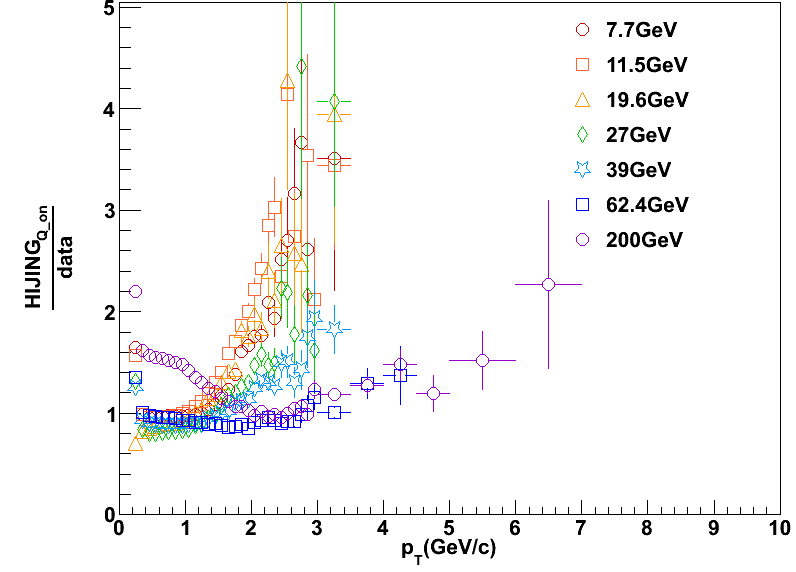 5
4
3
2
1
0
HIJING_Q_on
data
7.7GeV
11.5GeV
19.6GeV
27GeV
39GeV
62.4GeV
200GeV
0 1 2 3 4 5 6 7 8 9 10
p_T(GeV/c)